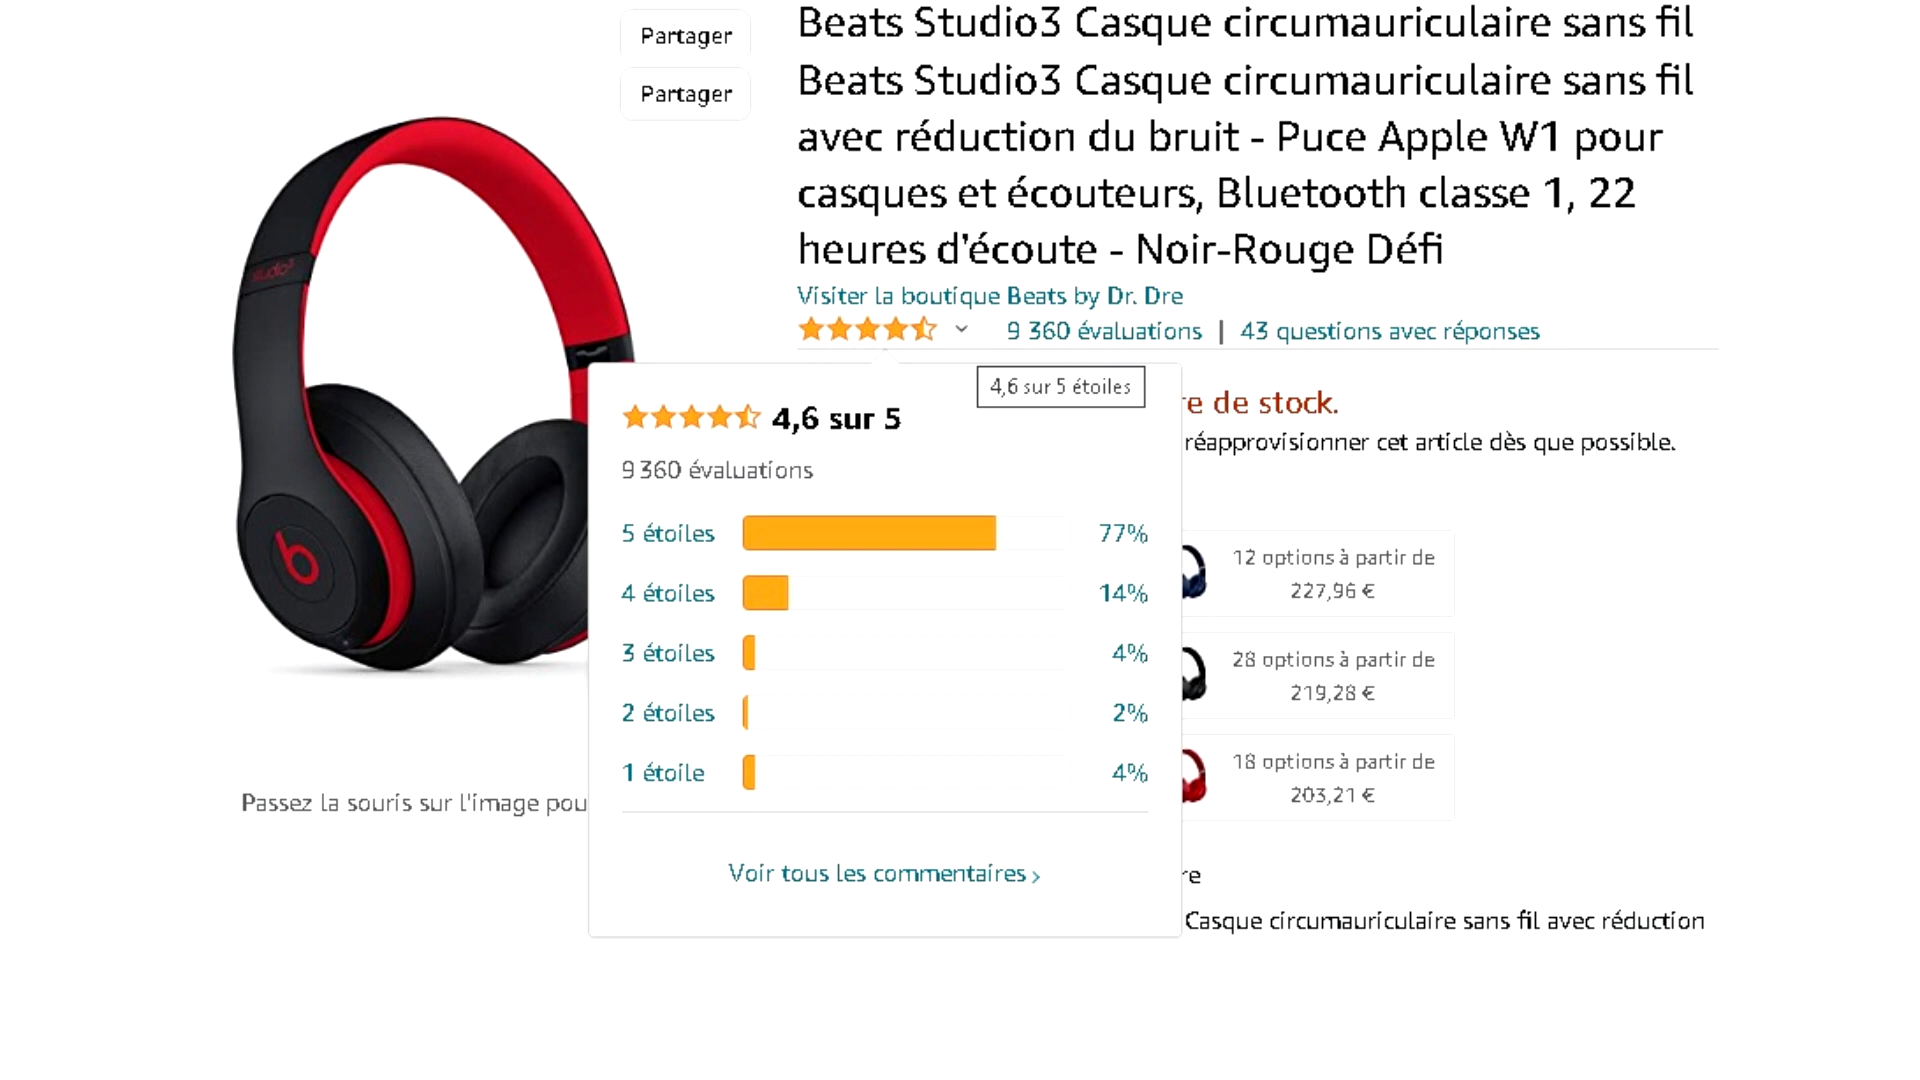 Partager
Partager
studio³
Beats Studio3 Casque circumauriculaire sans fil
Beats Studio3 Casque circumauriculaire sans fil
avec réduction du bruit - Puce Apple W1 pour
casques et écouteurs, Bluetooth classe 1, 22
heures d'écoute - Noir-Rouge Défi
Visiter la boutique Beats by Dr. Dre
9 360 évaluations | 43 questions avec réponses
4,6 sur 5 étoiles
4,6 sur 5
9 360 évaluations
5 étoiles 77%
4 étoiles 14%
3 étoiles 4%
2 étoiles 2%
1 étoile 4%
Voir tous les commentaires ›
e de stock.
réapprovisionner cet article dès que possible.
12 options à partir de
227,96 €
28 options à partir de
219,28 €
18 options à partir de
203,21 €
re
Casque circumauriculaire sans fil avec réduction
Passez la souris sur l'image pou